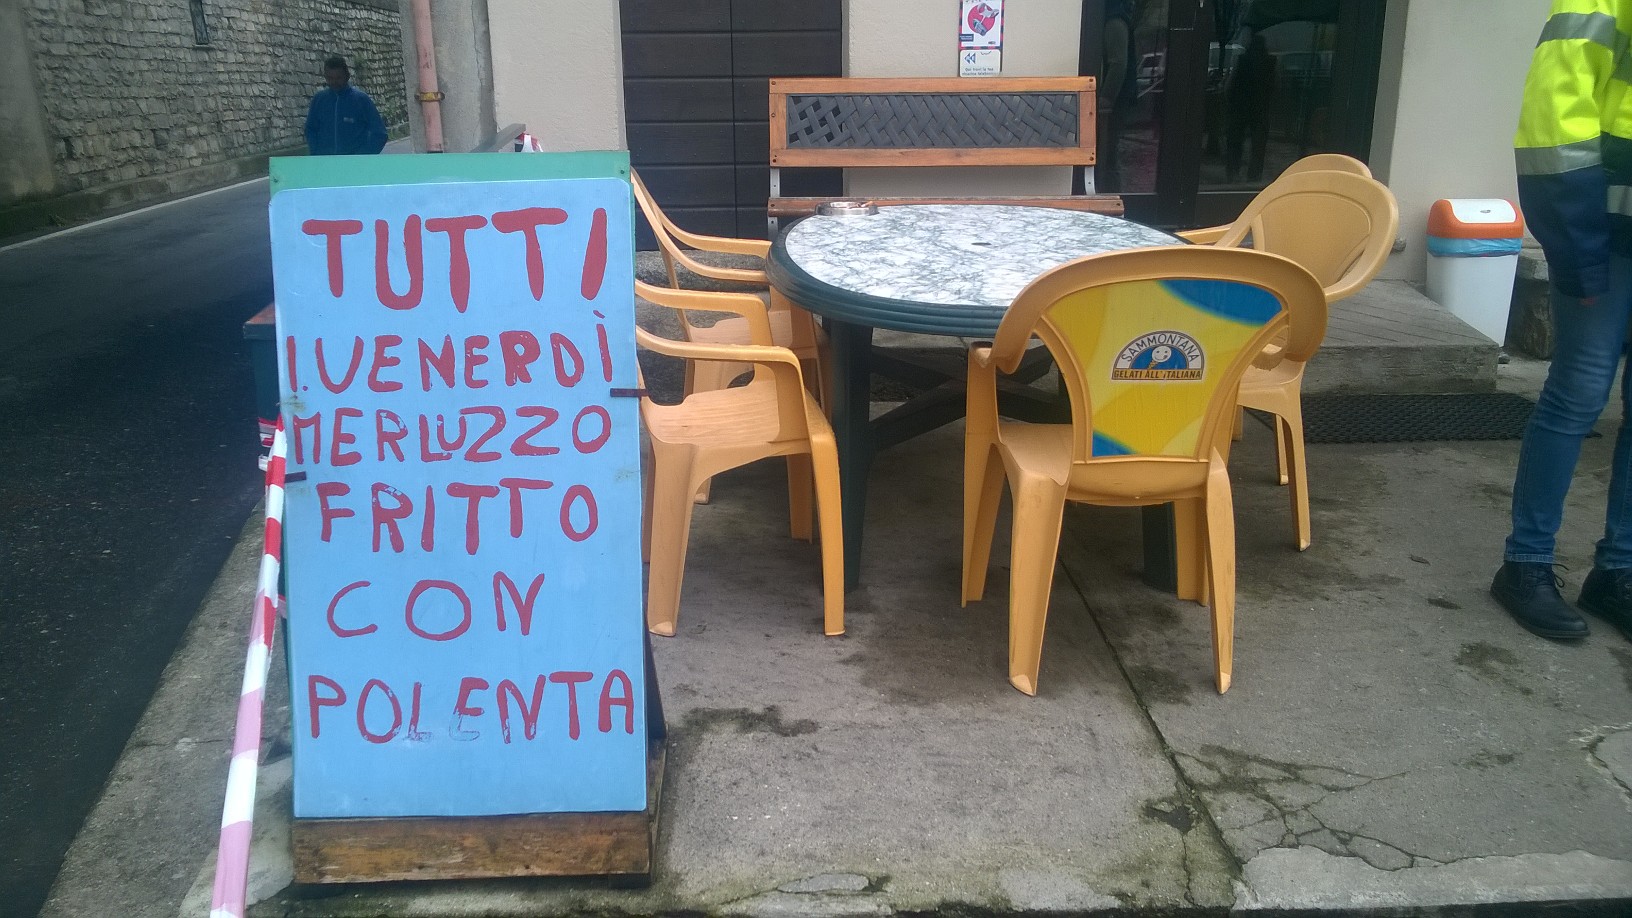 TUTTI
I VENERDÌ
MERLUZZO
FRITTO
CON
POLENTA
SAMMONTANA
GELATI ALL'ITALIANA